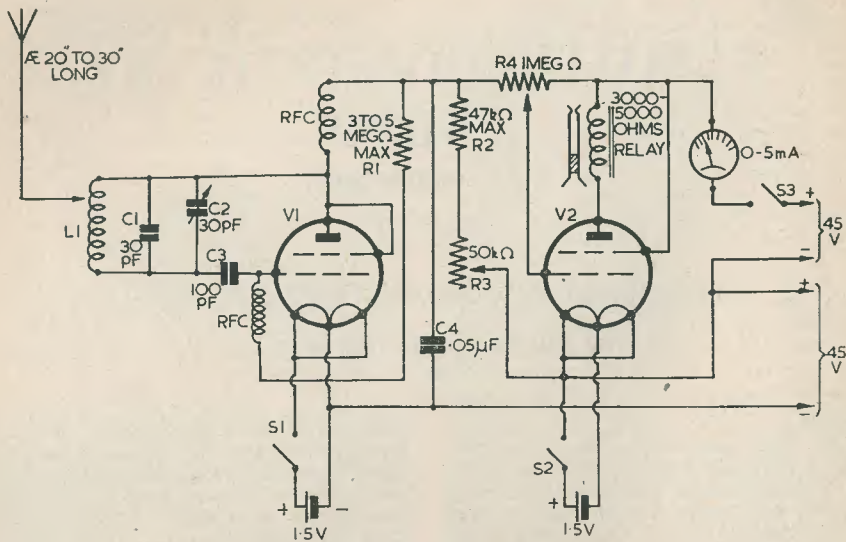 Æ 20" TO 30"
LONG
RFC
3 TO 5
MEGΩ
MAX
R1
R4 1MEG Ω
47kΩ
MAX
R2
3000-
5000
OHMS
RELAY
0-5mA
S3
+
45
V
-
+
45
V
-
L1
C1
30
PF
C2
30pF
C3
100
PF
RFC
V1
50kΩ
R3
V2
C4
·05µF
S1
+
-
1·5V
S2
+
1·5V